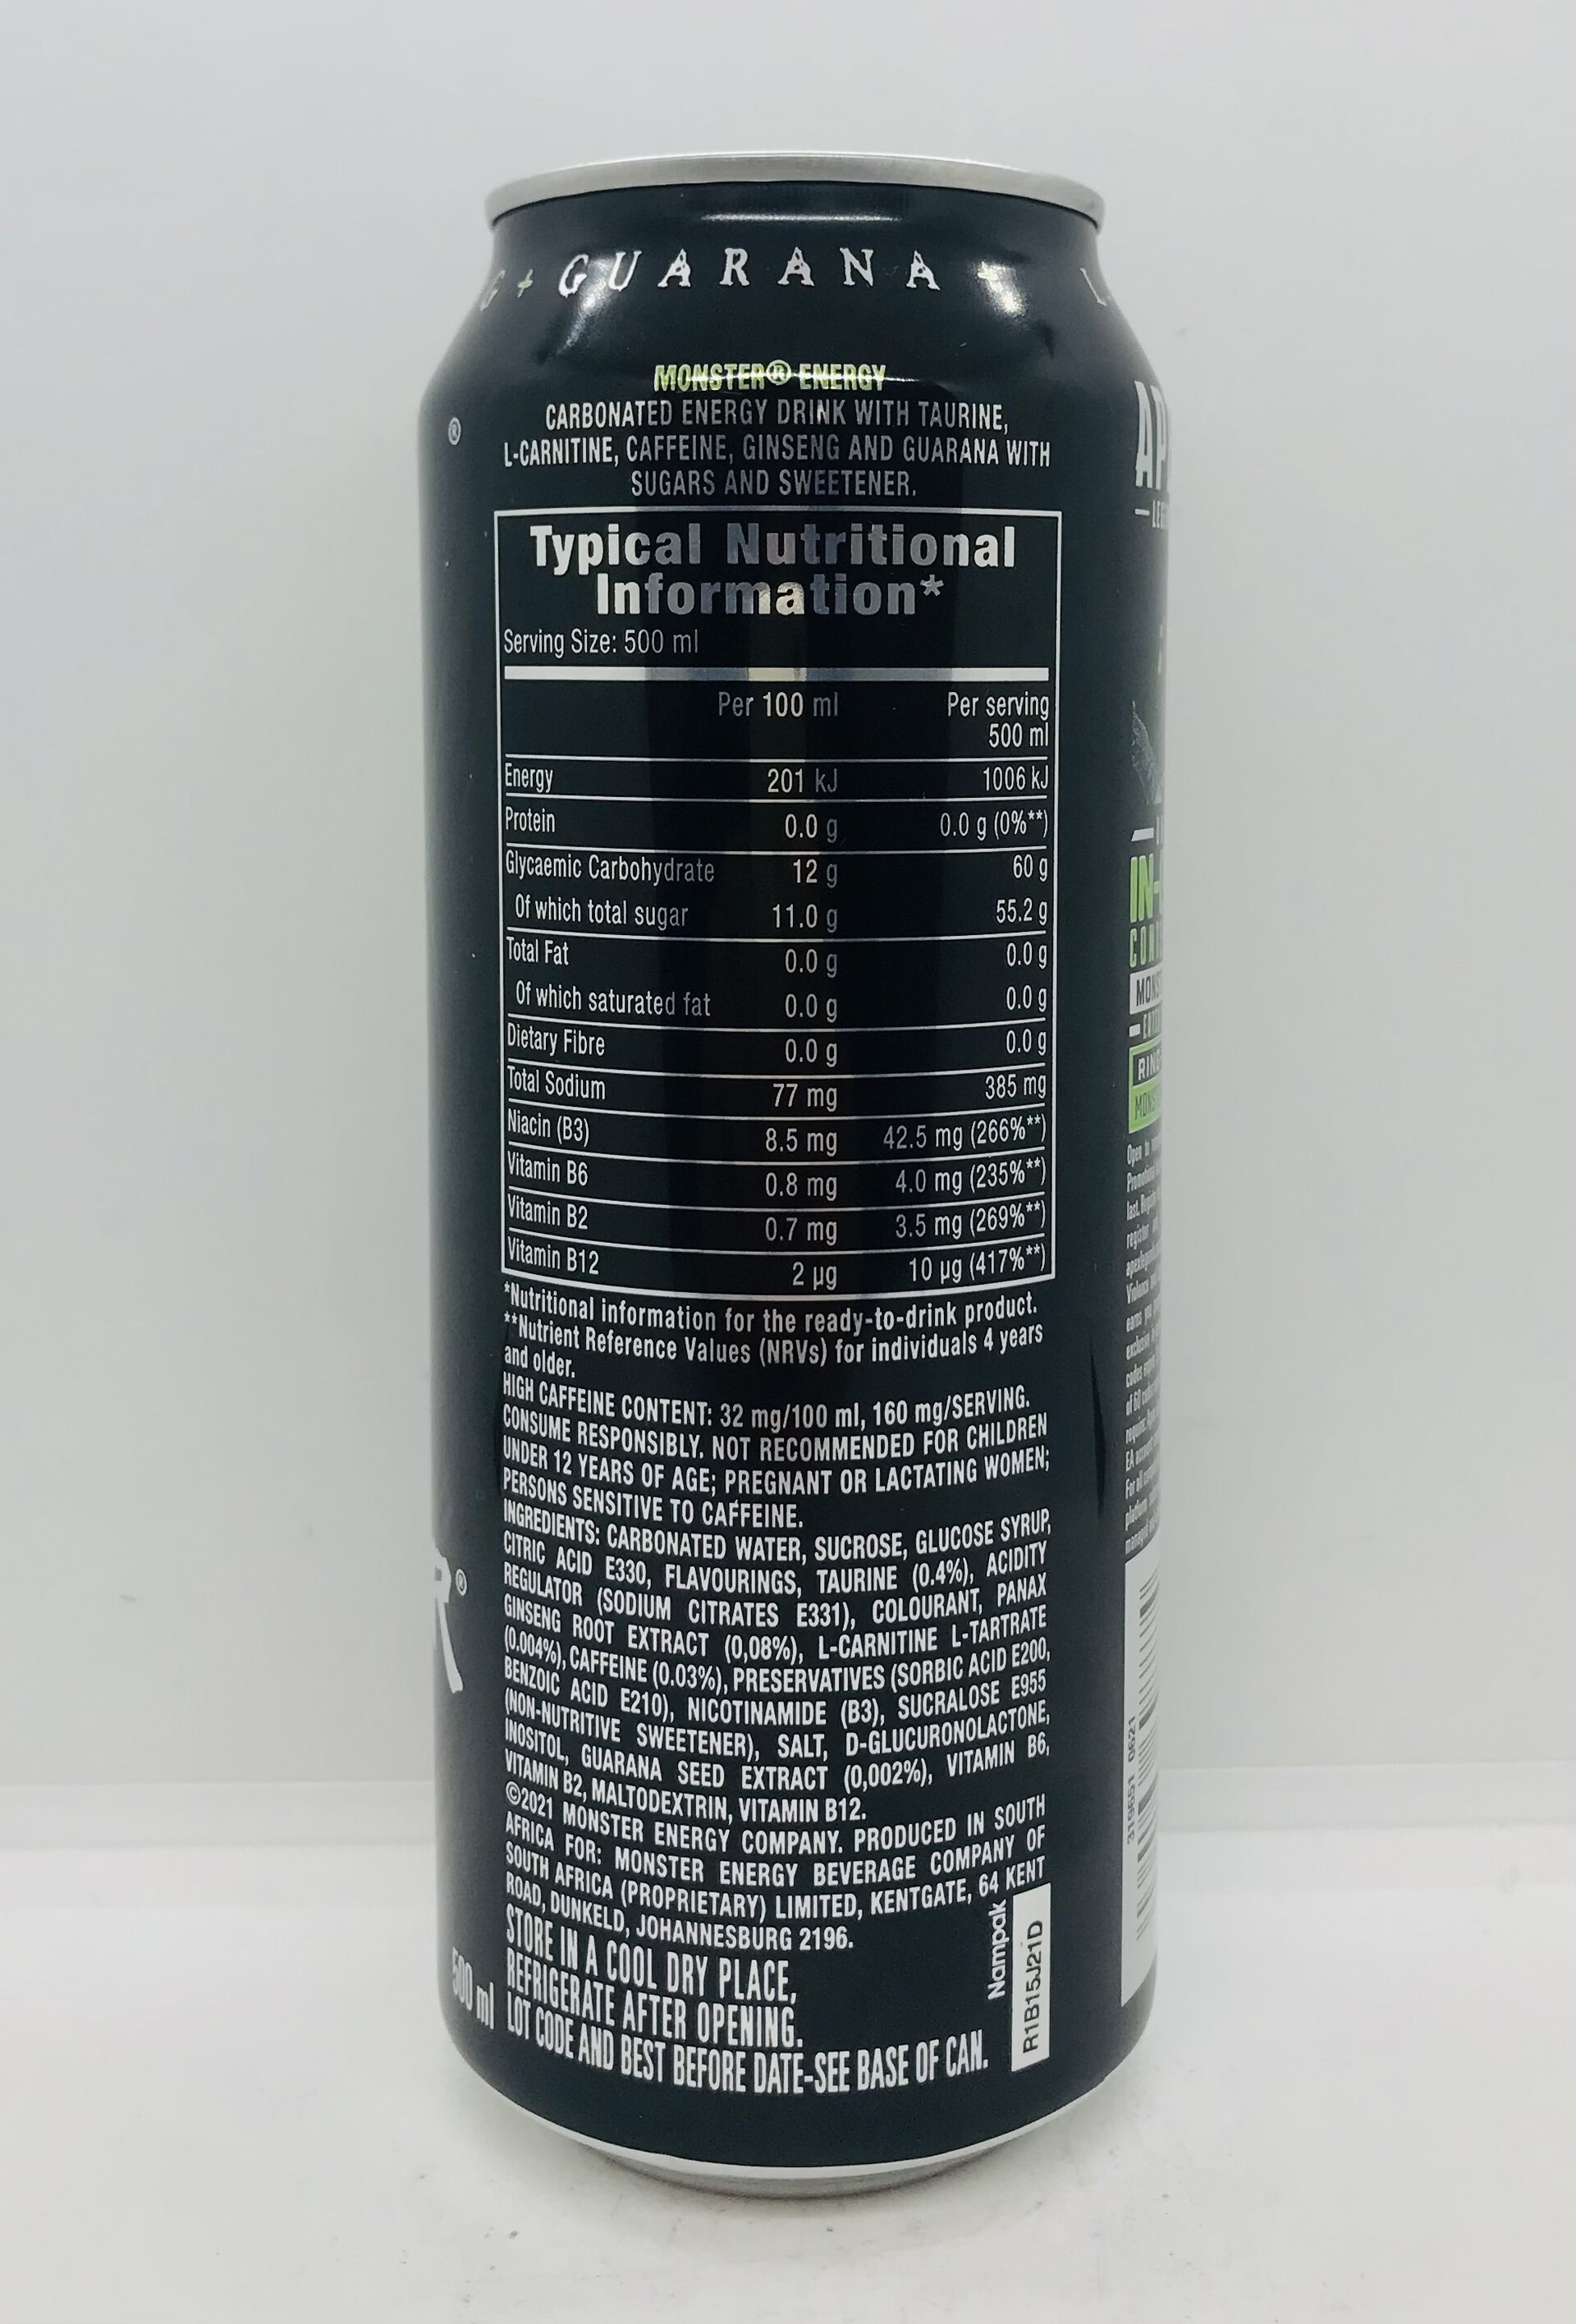 G + GUARANA +
MONSTER® ENERGY
CARBONATED ENERGY DRINK WITH TAURINE,
L-CARNITINE, CAFFEINE, GINSENG AND GUARANA WITH
SUGARS AND SWEETENER.
Typical Nutritional
Information*
Serving Size: 500 ml
Per 100 ml Per serving
500 ml
Energy 201 kJ 1006 kJ
Protein 0.0 g 0.0 g (0%**)
Glycaemic Carbohydrate 12 g 60 g
Of which total sugar 11.0 g 55.2 g
Total Fat 0.0 g 0.0 g
Of which saturated fat 0.0 g 0.0 g
Dietary Fibre 0.0 g 0.0 g
Total Sodium 77 mg 385 mg
Niacin (B3) 8.5 mg 42.5 mg (266%**)
Vitamin B6 0.8 mg 4.0 mg (235%**)
Vitamin B2 0.7 mg 3.5 mg (269%**)
Vitamin B12 2 µg 10 µg (417%**)
*Nutritional information for the ready-to-drink product.
**Nutrient Reference Values (NRVs) for individuals 4 years
and older.
HIGH CAFFEINE CONTENT: 32 mg/100 ml, 160 mg/SERVING.
CONSUME RESPONSIBLY. NOT RECOMMENDED FOR CHILDREN
UNDER 12 YEARS OF AGE; PREGNANT OR LACTATING WOMEN;
PERSONS SENSITIVE TO CAFFEINE.
INGREDIENTS: CARBONATED WATER, SUCROSE, GLUCOSE SYRUP,
CITRIC ACID E330, FLAVOURINGS, TAURINE (0.4%), ACIDITY
REGULATOR (SODIUM CITRATES E331), COLOURANT, PANAX
GINSENG ROOT EXTRACT (0,08%), L-CARNITINE L-TARTRATE
(0.004%), CAFFEINE (0.03%), PRESERVATIVES (SORBIC ACID E200,
BENZOIC ACID E210), NICOTINAMIDE (B3), SUCRALOSE E955
(NON-NUTRITIVE SWEETENER), SALT, D-GLUCURONOLACTONE,
INOSITOL, GUARANA SEED EXTRACT (0,002%), VITAMIN B6,
VITAMIN B2, MALTODEXTRIN, VITAMIN B12.
©2021 MONSTER ENERGY COMPANY. PRODUCED IN SOUTH
AFRICA FOR: MONSTER ENERGY BEVERAGE COMPANY OF
SOUTH AFRICA (PROPRIETARY) LIMITED, KENTGATE, 64 KENT
ROAD, DUNKELD, JOHANNESBURG 2196.
STORE IN A COOL DRY PLACE,
REFRIGERATE AFTER OPENING.
LOT CODE AND BEST BEFORE DATE-SEE BASE OF CAN.
Nampak
R1B15J21D
500 ml